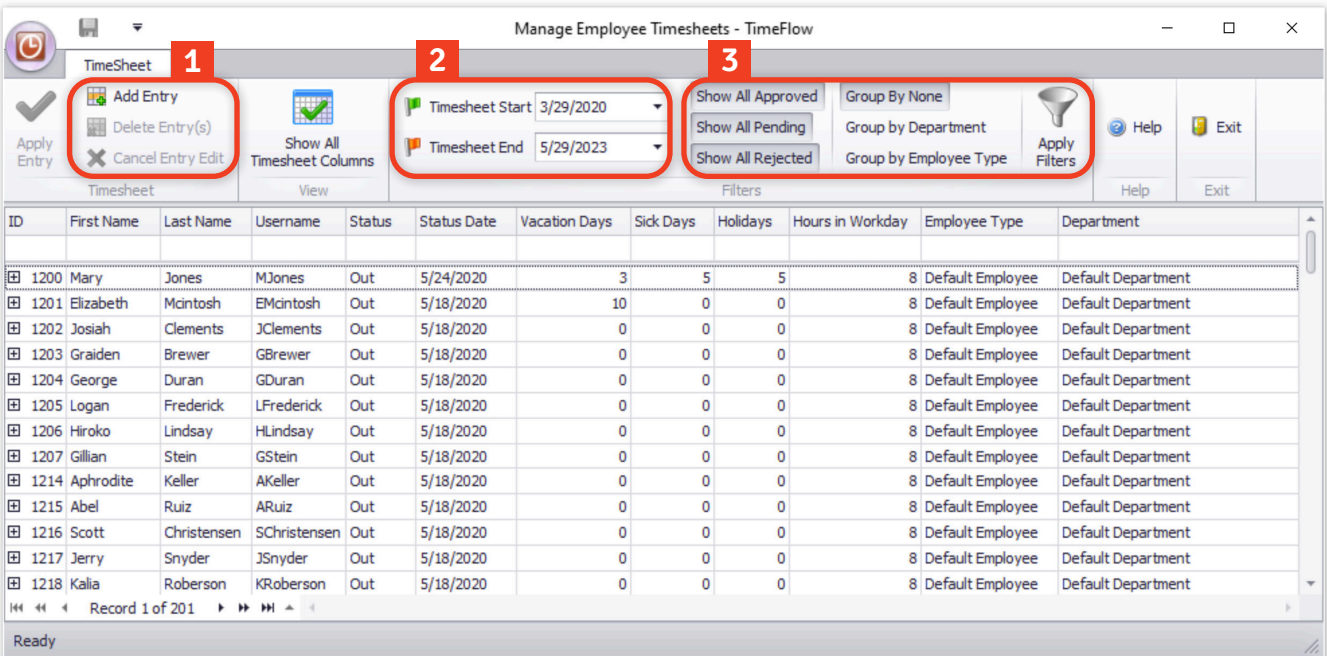 Manage Employee Timesheets - TimeFlow
TimeSheet
1
2
3
Apply Entry
Add Entry
Delete Entry(s)
Cancel Entry Edit
Timesheet
Show All Timesheet Columns
View
Timesheet Start 3/29/2020
Timesheet End 5/29/2023
Show All Approved
Show All Pending
Show All Rejected
Group By None
Group by Department
Group by Employee Type
Apply Filters
Filters
Help
Help
Exit
Exit
ID First Name Last Name Username Status Status Date Vacation Days Sick Days Holidays Hours in Workday Employee Type Department
1200 Mary Jones MJones Out 5/24/2020 3 5 5 8 Default Employee Default Department
1201 Elizabeth Mcintosh EMcintosh Out 5/18/2020 10 0 0 8 Default Employee Default Department
1202 Josiah Clements JClements Out 5/18/2020 0 0 0 8 Default Employee Default Department
1203 Graiden Brewer GBrewer Out 5/18/2020 0 0 0 8 Default Employee Default Department
1204 George Duran GDuran Out 5/18/2020 0 0 0 8 Default Employee Default Department
1205 Logan Frederick LFrederick Out 5/18/2020 0 0 0 8 Default Employee Default Department
1206 Hiroko Lindsay HLindsay Out 5/18/2020 0 0 0 8 Default Employee Default Department
1207 Gillian Stein GStein Out 5/18/2020 0 0 0 8 Default Employee Default Department
1214 Aphrodite Keller AKeller Out 5/18/2020 0 0 0 8 Default Employee Default Department
1215 Abel Ruiz ARuiz Out 5/18/2020 0 0 0 8 Default Employee Default Department
1216 Scott Christensen SChristensen Out 5/18/2020 0 0 0 8 Default Employee Default Department
1217 Jerry Snyder JSnyder Out 5/18/2020 0 0 0 8 Default Employee Default Department
1218 Kalia Roberson KRoberson Out 5/18/2020 0 0 0 8 Default Employee Default Department
Record 1 of 201
Ready